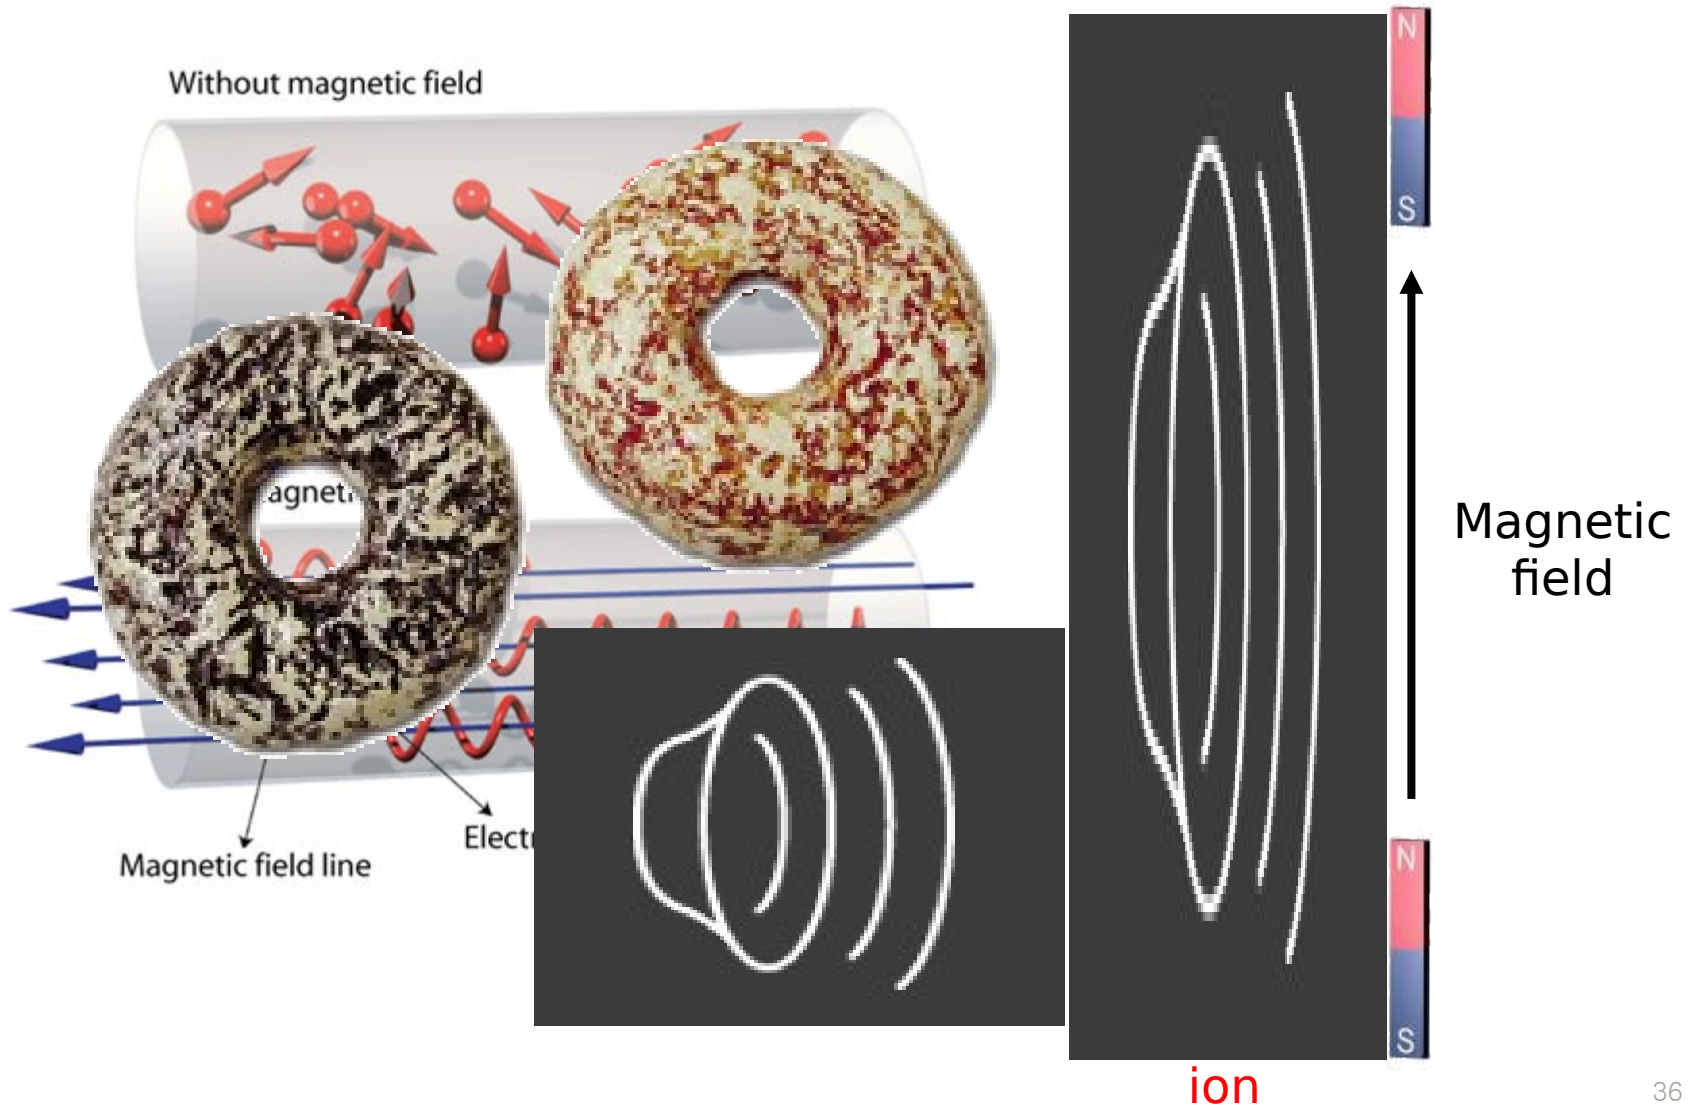 Without magnetic field
N
S
Magnetic
field
Magnetic field line
N
S
ion
36